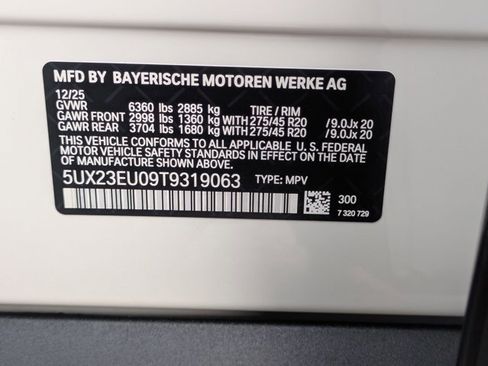 MFD BY BAYERISCHE MOTOREN WERKE AG
12/25
GVWR 6360 lbs 2885 kg TIRE / RIM
GAWR FRONT 2998 lbs 1360 kg WITH 275/45 R20 /9.0Jx 20
GAWR REAR 3704 lbs 1680 kg WITH 275/45 R20 /9.0Jx 20
THIS VEHICLE CONFORMS TO ALL APPLICABLE U. S. FEDERAL
MOTOR VEHICLE SAFETY STANDARDS IN EFFECT ON THE
DATE OF MANUFACTURE SHOWN ABOVE.
5UX23EU09T9319063 TYPE: MPV
300
7 320 729